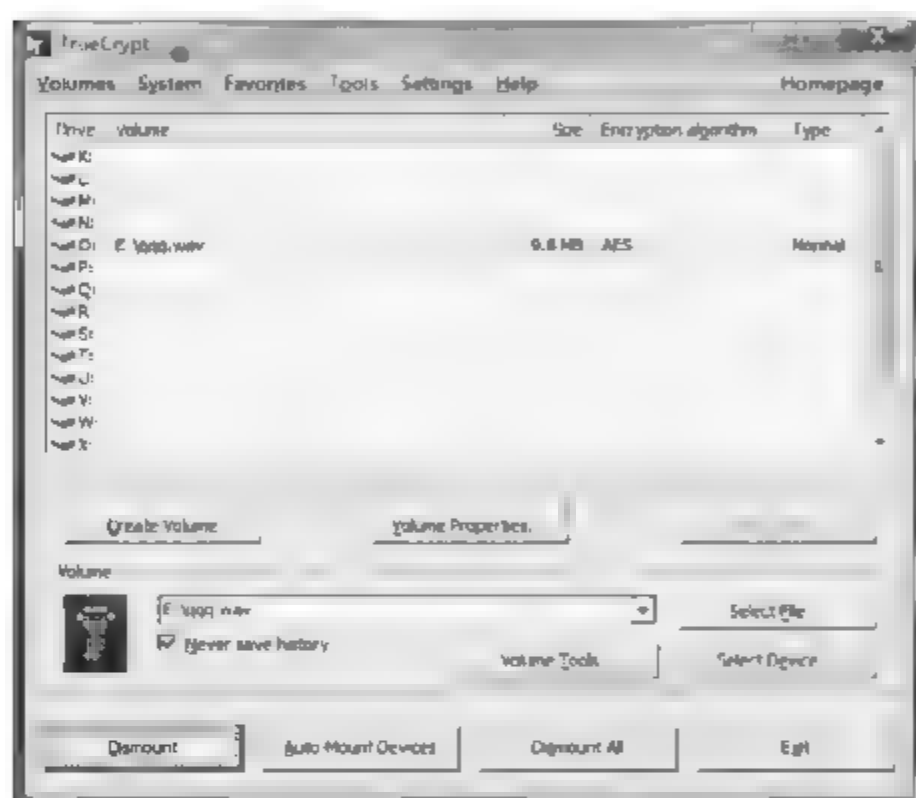 TrueCrypt
Volumes System Favorites Tools Settings Help Homepage
Drive Volume Size Encryption algorithm Type
K:
M:
N:
O: 9.8 MB AES Normal
P:
Q:
R
S:
T:
V:
W
X:
Create Volume Volume Properties.
Volume
Select File
Never save history
Volume Tools Select Device
Dismount Auto-Mount Devices Dismount All Exit